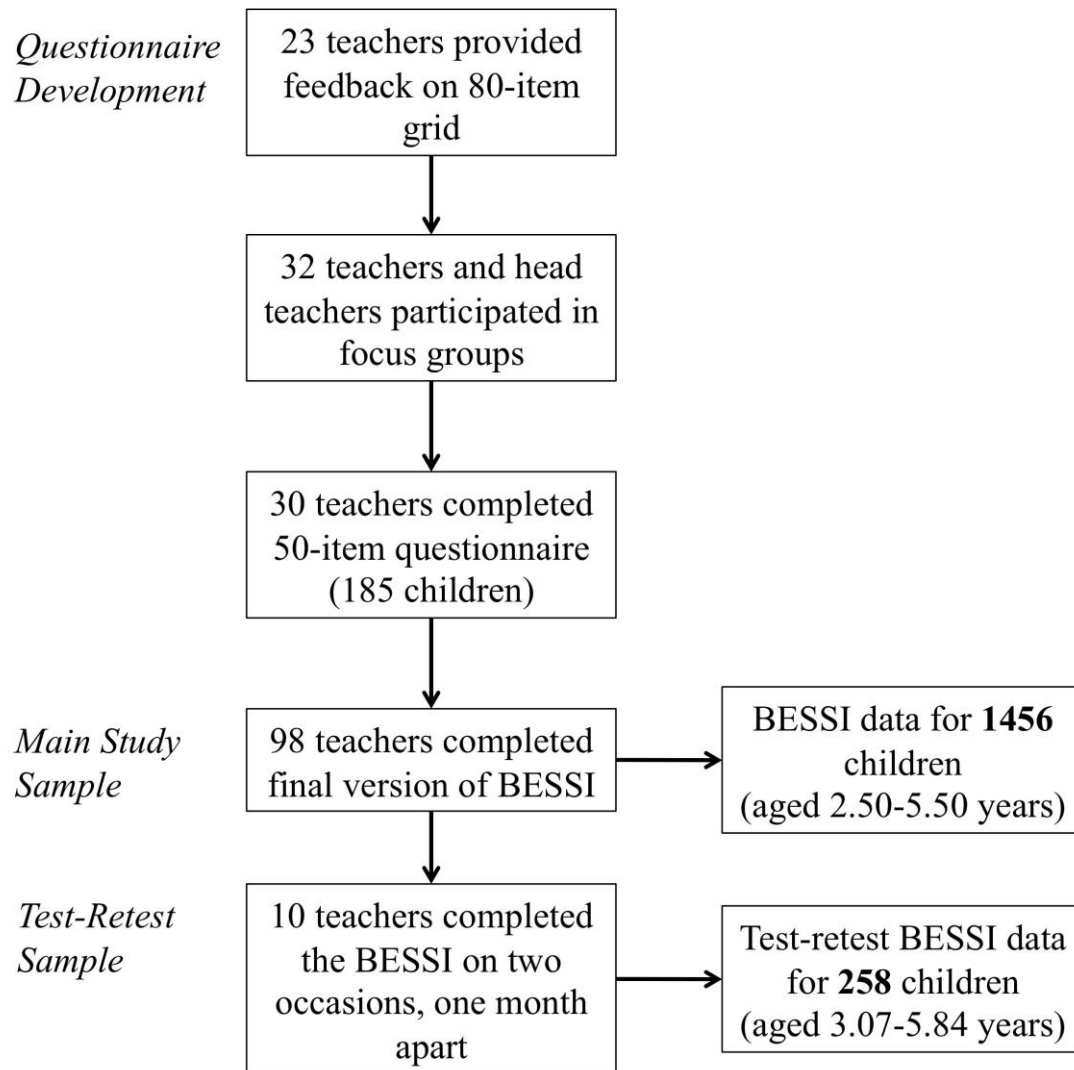 Questionnaire
Development
23 teachers provided
feedback on 80-item
grid
32 teachers and head
teachers participated in
focus groups
30 teachers completed
50-item questionnaire
(185 children)
Main Study
Sample
98 teachers completed
final version of BESSI
BESSI data for 1456
children
(aged 2.50-5.50 years)
Test-Retest
Sample
10 teachers completed
the BESSI on two
occasions, one month
apart
Test-retest BESSI data
for 258 children
(aged 3.07-5.84 years)